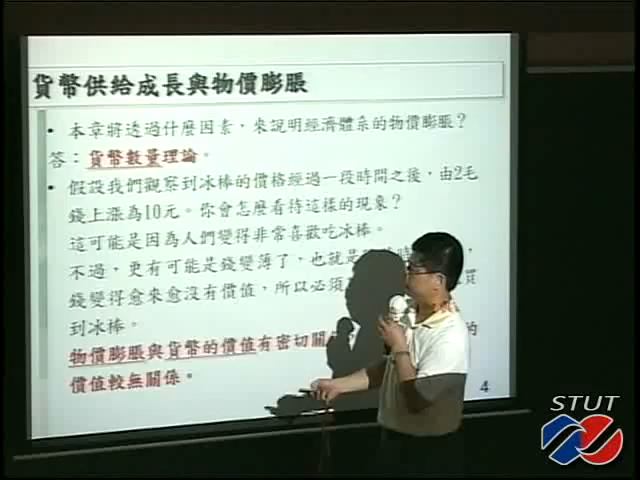 貨幣供給成長與物價膨脹
• 本章將透過什麼因素，來說明經濟體系的物價膨脹？
答：貨幣數量理論。
• 假設我們觀察到冰棒的價格經過一段時間之後，由2毛
錢上漲為10元。你會怎麼看待這樣的現象？
這可能是因為人們變得非常喜歡吃冰棒。
不過，更有可能是錢變薄了，也就是
錢變得愈來愈沒有價值，所以必須 買
到冰棒。
物價膨脹與貨幣的價值有密切關 的
價值較無關係。
4
STUT